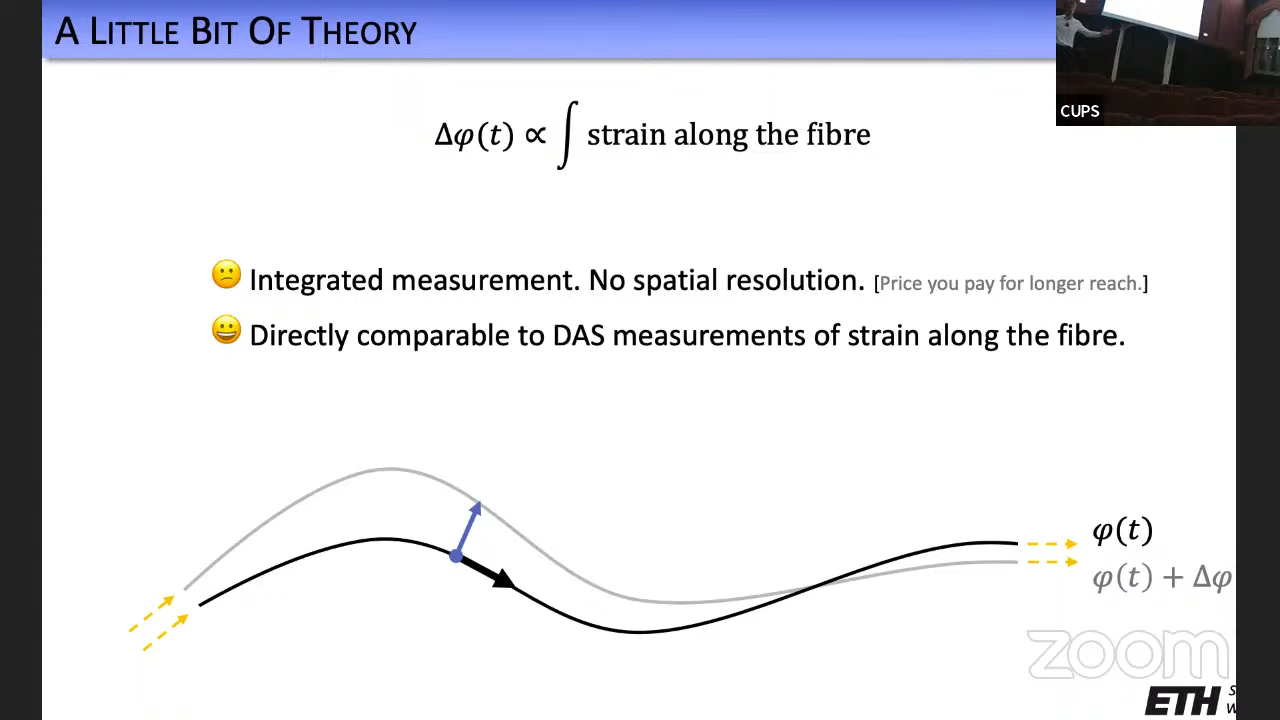 A LITTLE BIT OF THEORY
CUPS
Δφ(t) ∝ ∫ strain along the fibre
😕 Integrated measurement. No spatial resolution. [Price you pay for longer reach.]
😀 Directly comparable to DAS measurements of strain along the fibre.
φ(t)
φ(t) + Δφ
zoom
ETH